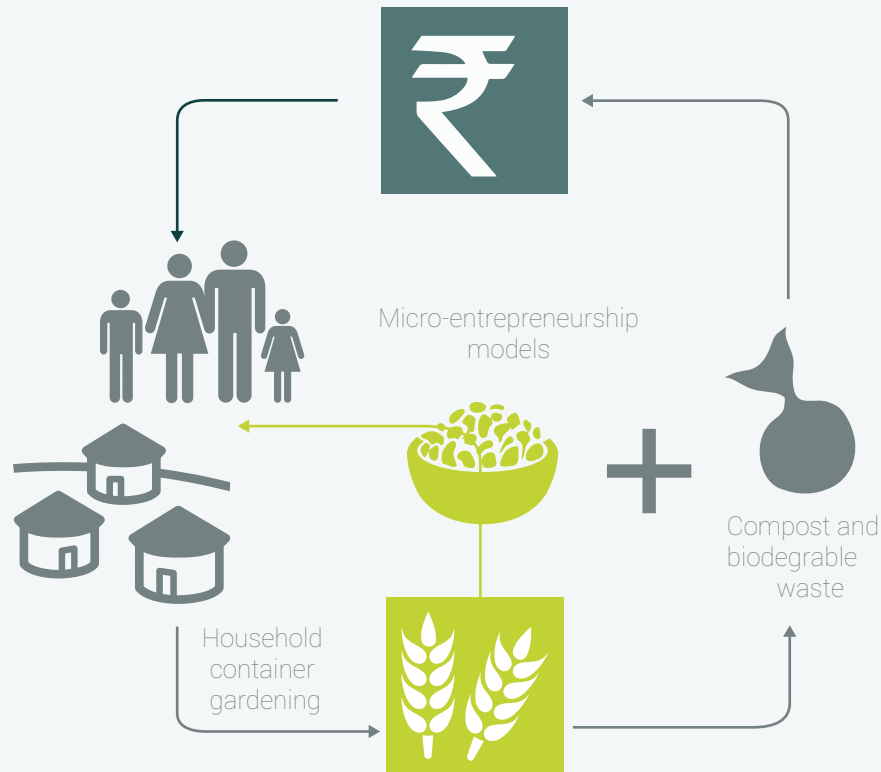 ₹
Micro-entrepreneurship
models
Compost and
biodegrable
waste
Household
container
gardening